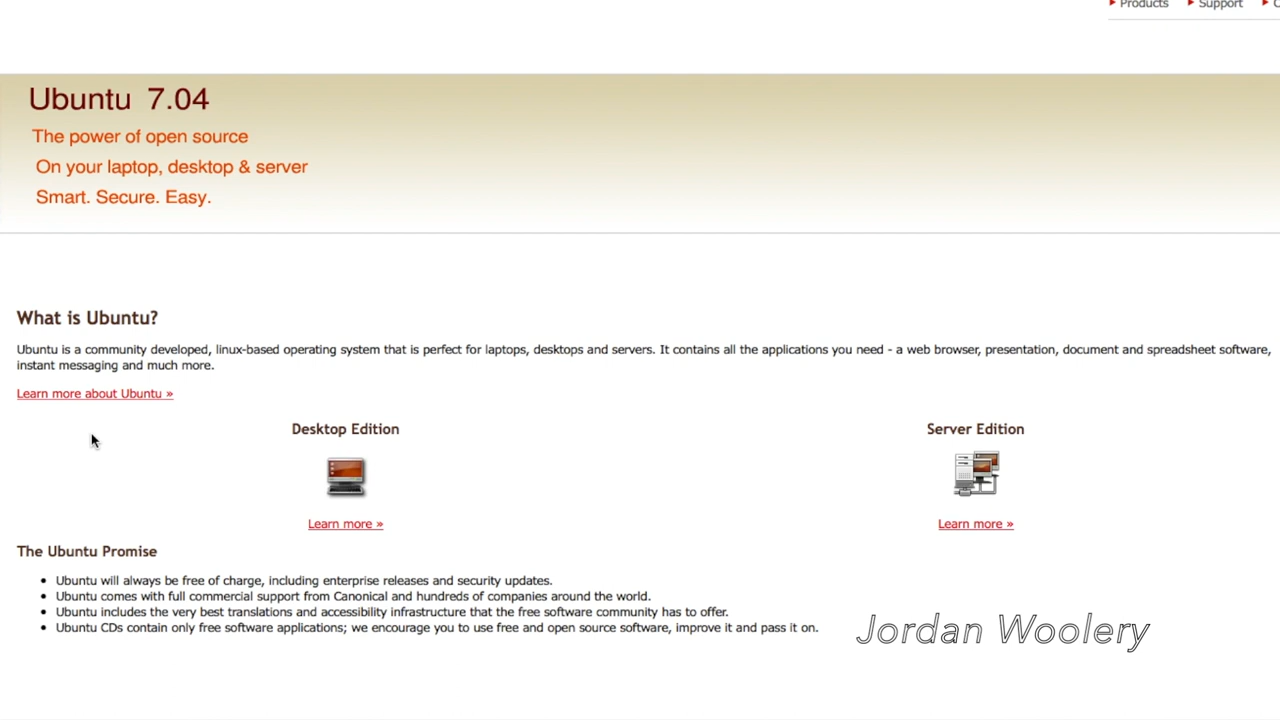 Products Support
Ubuntu 7.04
The power of open source
On your laptop, desktop & server
Smart. Secure. Easy.
What is Ubuntu?
Ubuntu is a community developed, linux-based operating system that is perfect for laptops, desktops and servers. It contains all the applications you need - a web browser, presentation, document and spreadsheet software,
instant messaging and much more.
Learn more about Ubuntu »
Desktop Edition Server Edition
Learn more » Learn more »
The Ubuntu Promise
• Ubuntu will always be free of charge, including enterprise releases and security updates.
• Ubuntu comes with full commercial support from Canonical and hundreds of companies around the world.
• Ubuntu includes the very best translations and accessibility infrastructure that the free software community has to offer.
• Ubuntu CDs contain only free software applications; we encourage you to use free and open source software, improve it and pass it on.
Jordan Woolery